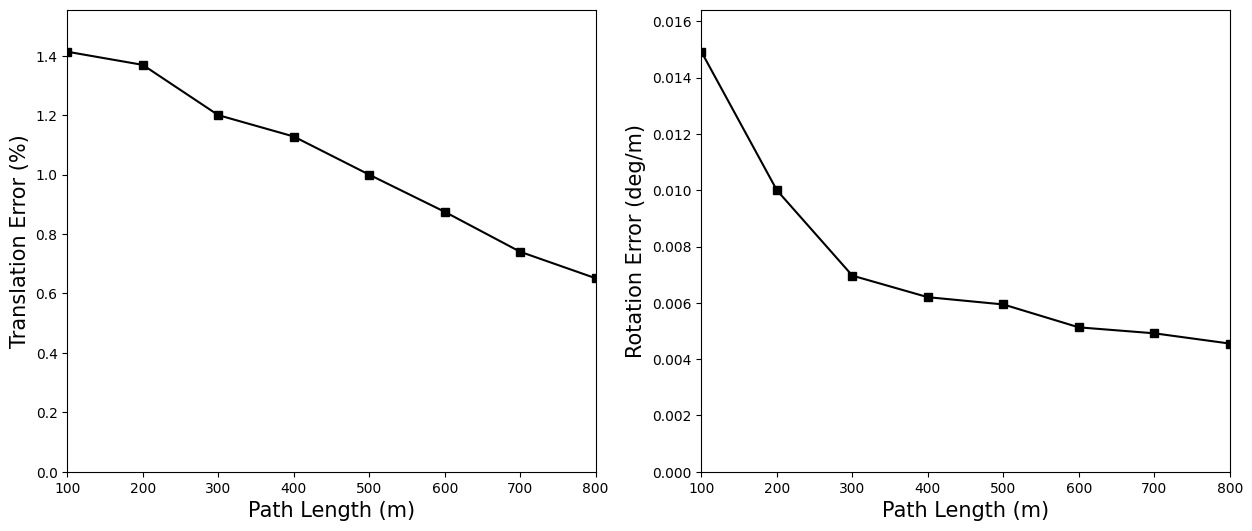 Translation Error (%)
1.4
1.2
1.0
0.8
0.6
0.4
0.2
0.0
100 200 300 400 500 600 700 800
Path Length (m)
Rotation Error (deg/m)
0.016
0.014
0.012
0.010
0.008
0.006
0.004
0.002
0.000
100 200 300 400 500 600 700 800
Path Length (m)